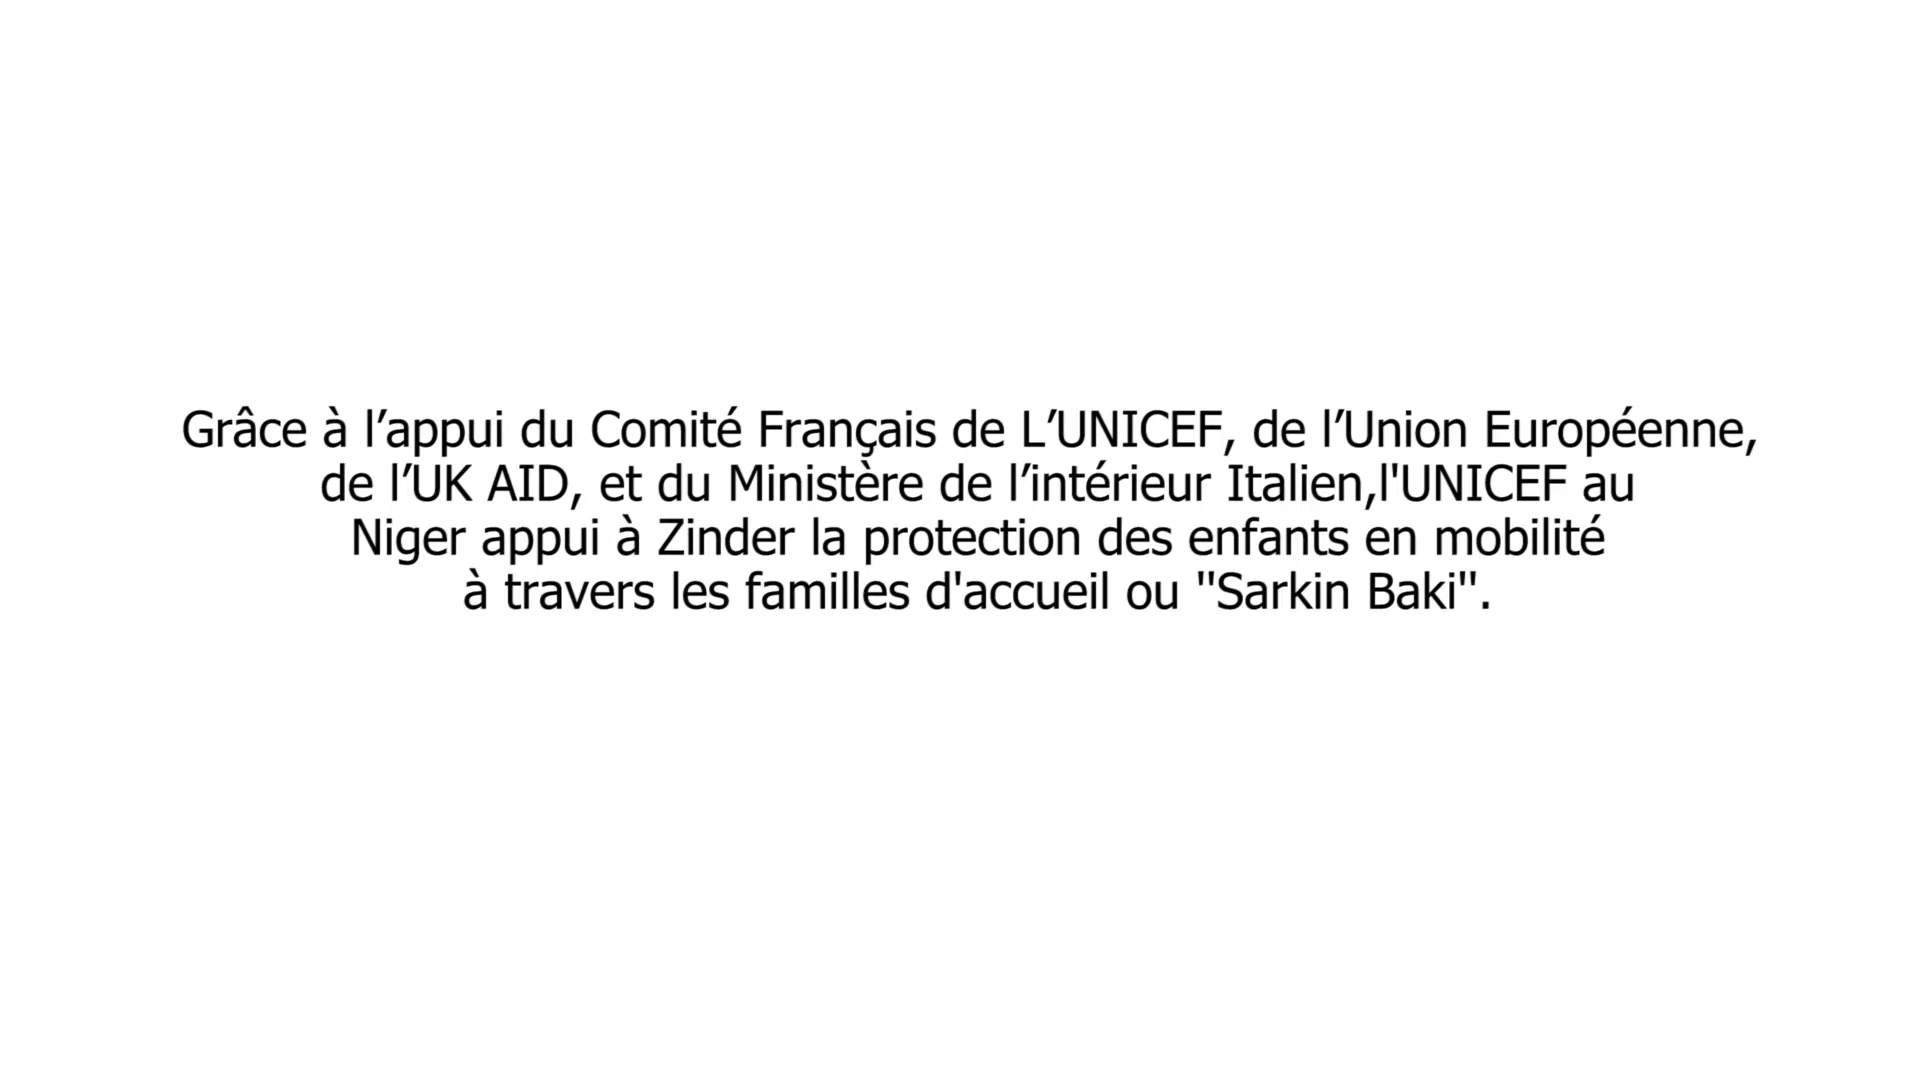 Grâce à l’appui du Comité Français de L’UNICEF, de l’Union Européenne,
de l’UK AID, et du Ministère de l’intérieur Italien,l'UNICEF au
Niger appui à Zinder la protection des enfants en mobilité
à travers les familles d'accueil ou "Sarkin Baki".